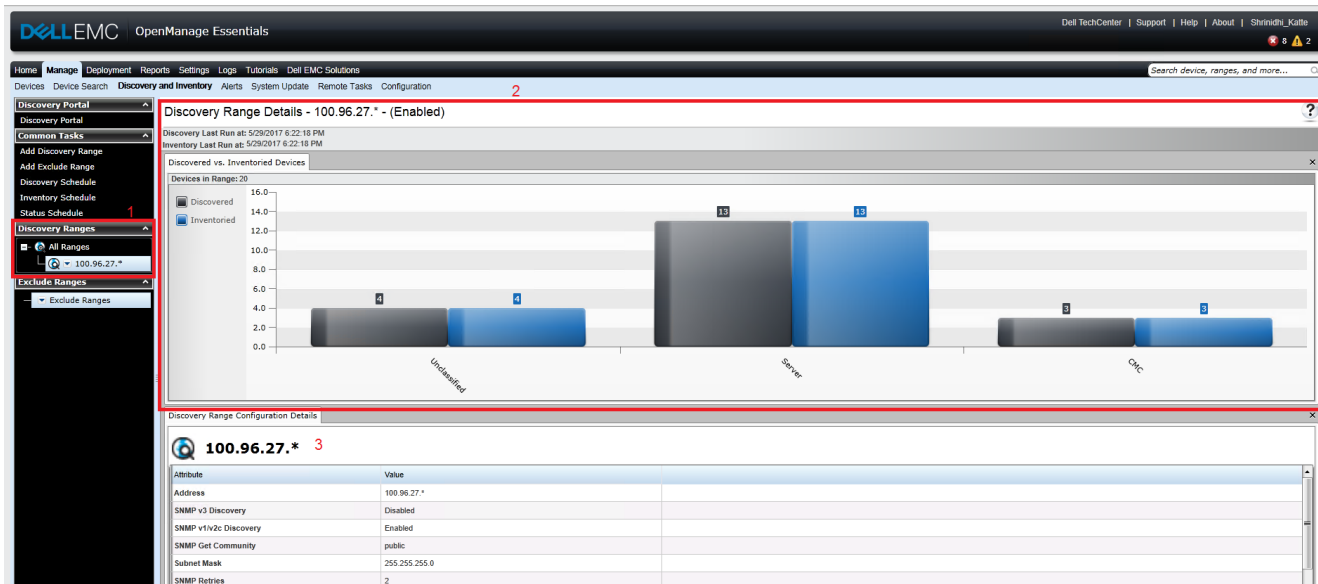 DELLEMC OpenManage Essentials
Dell TechCenter | Support | Help | About | Shrinidhi_Katte
8 2
Home Manage Deployment Reports Settings Logs Tutorials Dell EMC Solutions
Search device, ranges, and more...
Devices Device Search Discovery and Inventory Alerts System Update Remote Tasks Configuration
2
Discovery Portal
Discovery Portal
Common Tasks
Add Discovery Range
Add Exclude Range
Discovery Schedule
Inventory Schedule
Status Schedule
1
Discovery Ranges
All Ranges
100.96.27.*
Exclude Ranges
Exclude Ranges
Discovery Range Details - 100.96.27.* - (Enabled)
?
Discovery Last Run at: 5/29/2017 6:22:18 PM
Inventory Last Run at: 5/29/2017 6:22:18 PM
Discovered vs. Inventoried Devices
Devices in Range: 20
Discovered
Inventoried
16.0
14.0
12.0
10.0
8.0
6.0
4.0
2.0
0.0
4 4
13 13
3 3
Unclassified
Server
CMC
Discovery Range Configuration Details
100.96.27.* 3
Attribute Value
Address 100.96.27.*
SNMP v3 Discovery Disabled
SNMP v1/v2c Discovery Enabled
SNMP Get Community public
Subnet Mask 255.255.255.0
SNMP Retries 2